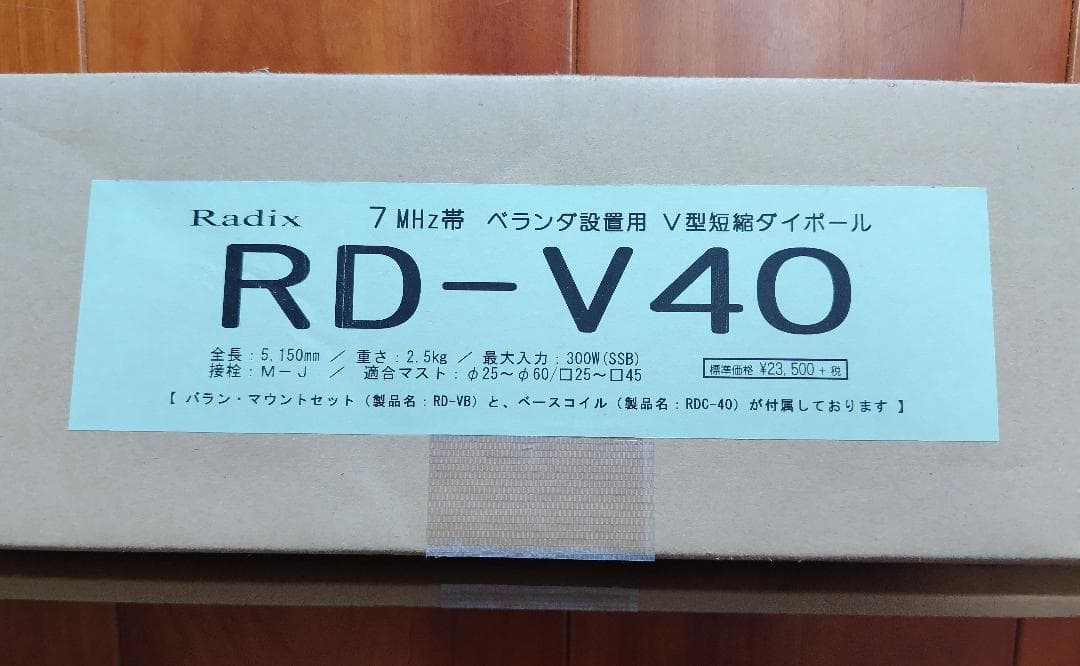 Radix 7MHz帯 ベランダ設置用 V型短縮ダイポール
RD-V40
全長:5,150mm / 重さ:2.5kg / 最大入力:300W(SSB)
接栓:M-J / 適合マスト:φ25~φ60/□25~□45
標準価格 ¥23,500+税
【 バラン・マウントセット(製品名:RD-VB)と、ベースコイル(製品名:RDC-40)が付属しております 】